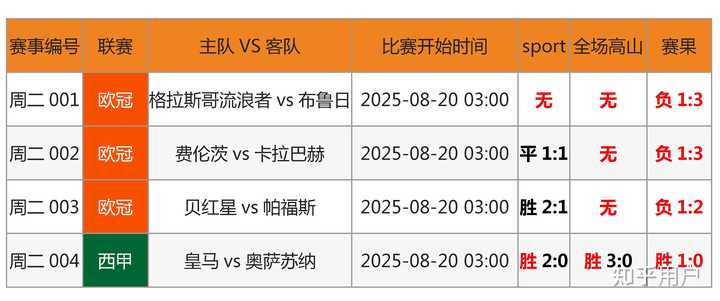 赛事编号 联赛 主队 VS 客队 比赛开始时间 sport 全场高山 赛果
周二 001 欧冠 格拉斯哥流浪者 vs 布鲁日 2025-08-20 03:00 无 无 负 1:3
周二 002 欧冠 费伦茨 vs 卡拉巴赫 2025-08-20 03:00 平 1:1 无 负 1:3
周二 003 欧冠 贝红星 vs 帕福斯 2025-08-20 03:00 胜 2:1 无 负 1:2
周二 004 西甲 皇马 vs 奥萨苏纳 2025-08-20 03:00 胜 2:0 胜 3:0 胜 1:0
知乎用户